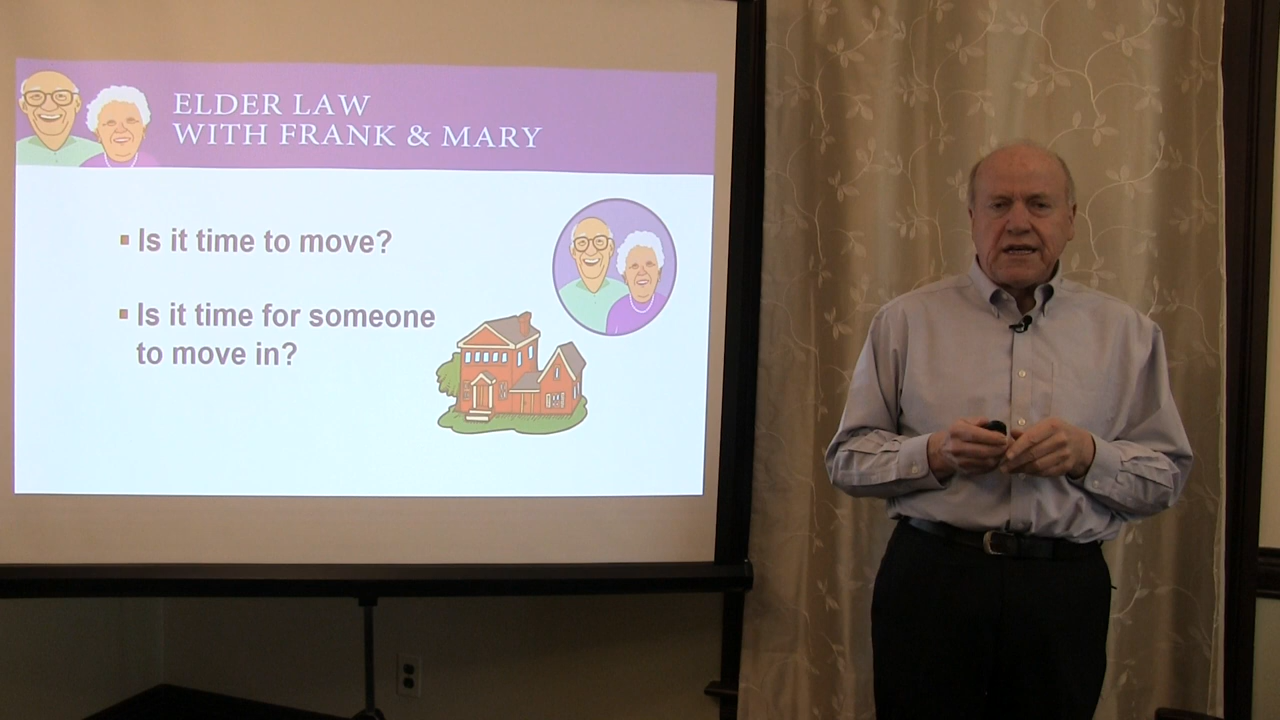 ELDER LAW
WITH FRANK & MARY
▪ Is it time to move?
▪ Is it time for someone
to move in?